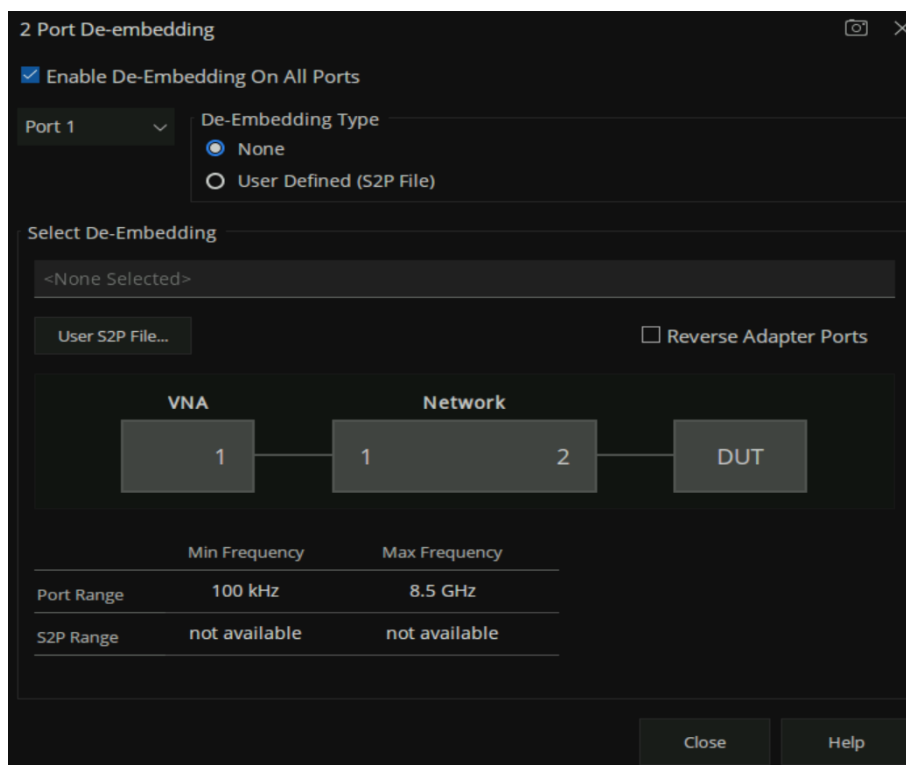 2 Port De-embedding
Enable De-Embedding On All Ports
Port 1
De-Embedding Type
None
User Defined (S2P File)
Select De-Embedding
<None Selected>
User S2P File...
Reverse Adapter Ports
VNA Network
1 1 2 DUT
Min Frequency Max Frequency
Port Range 100 kHz 8.5 GHz
S2P Range not available not available
Close Help